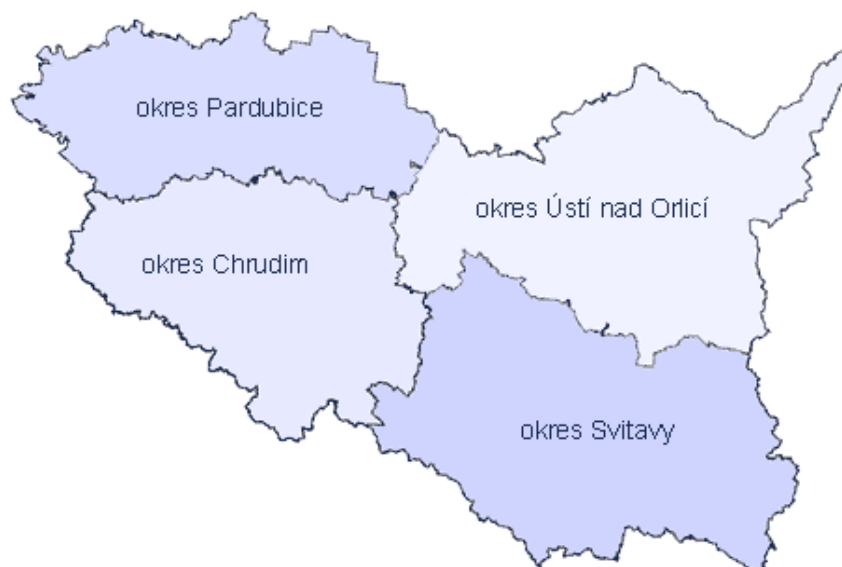 okres Pardubice
okres Ústí nad Orlicí
okres Chrudim
okres Svitavy